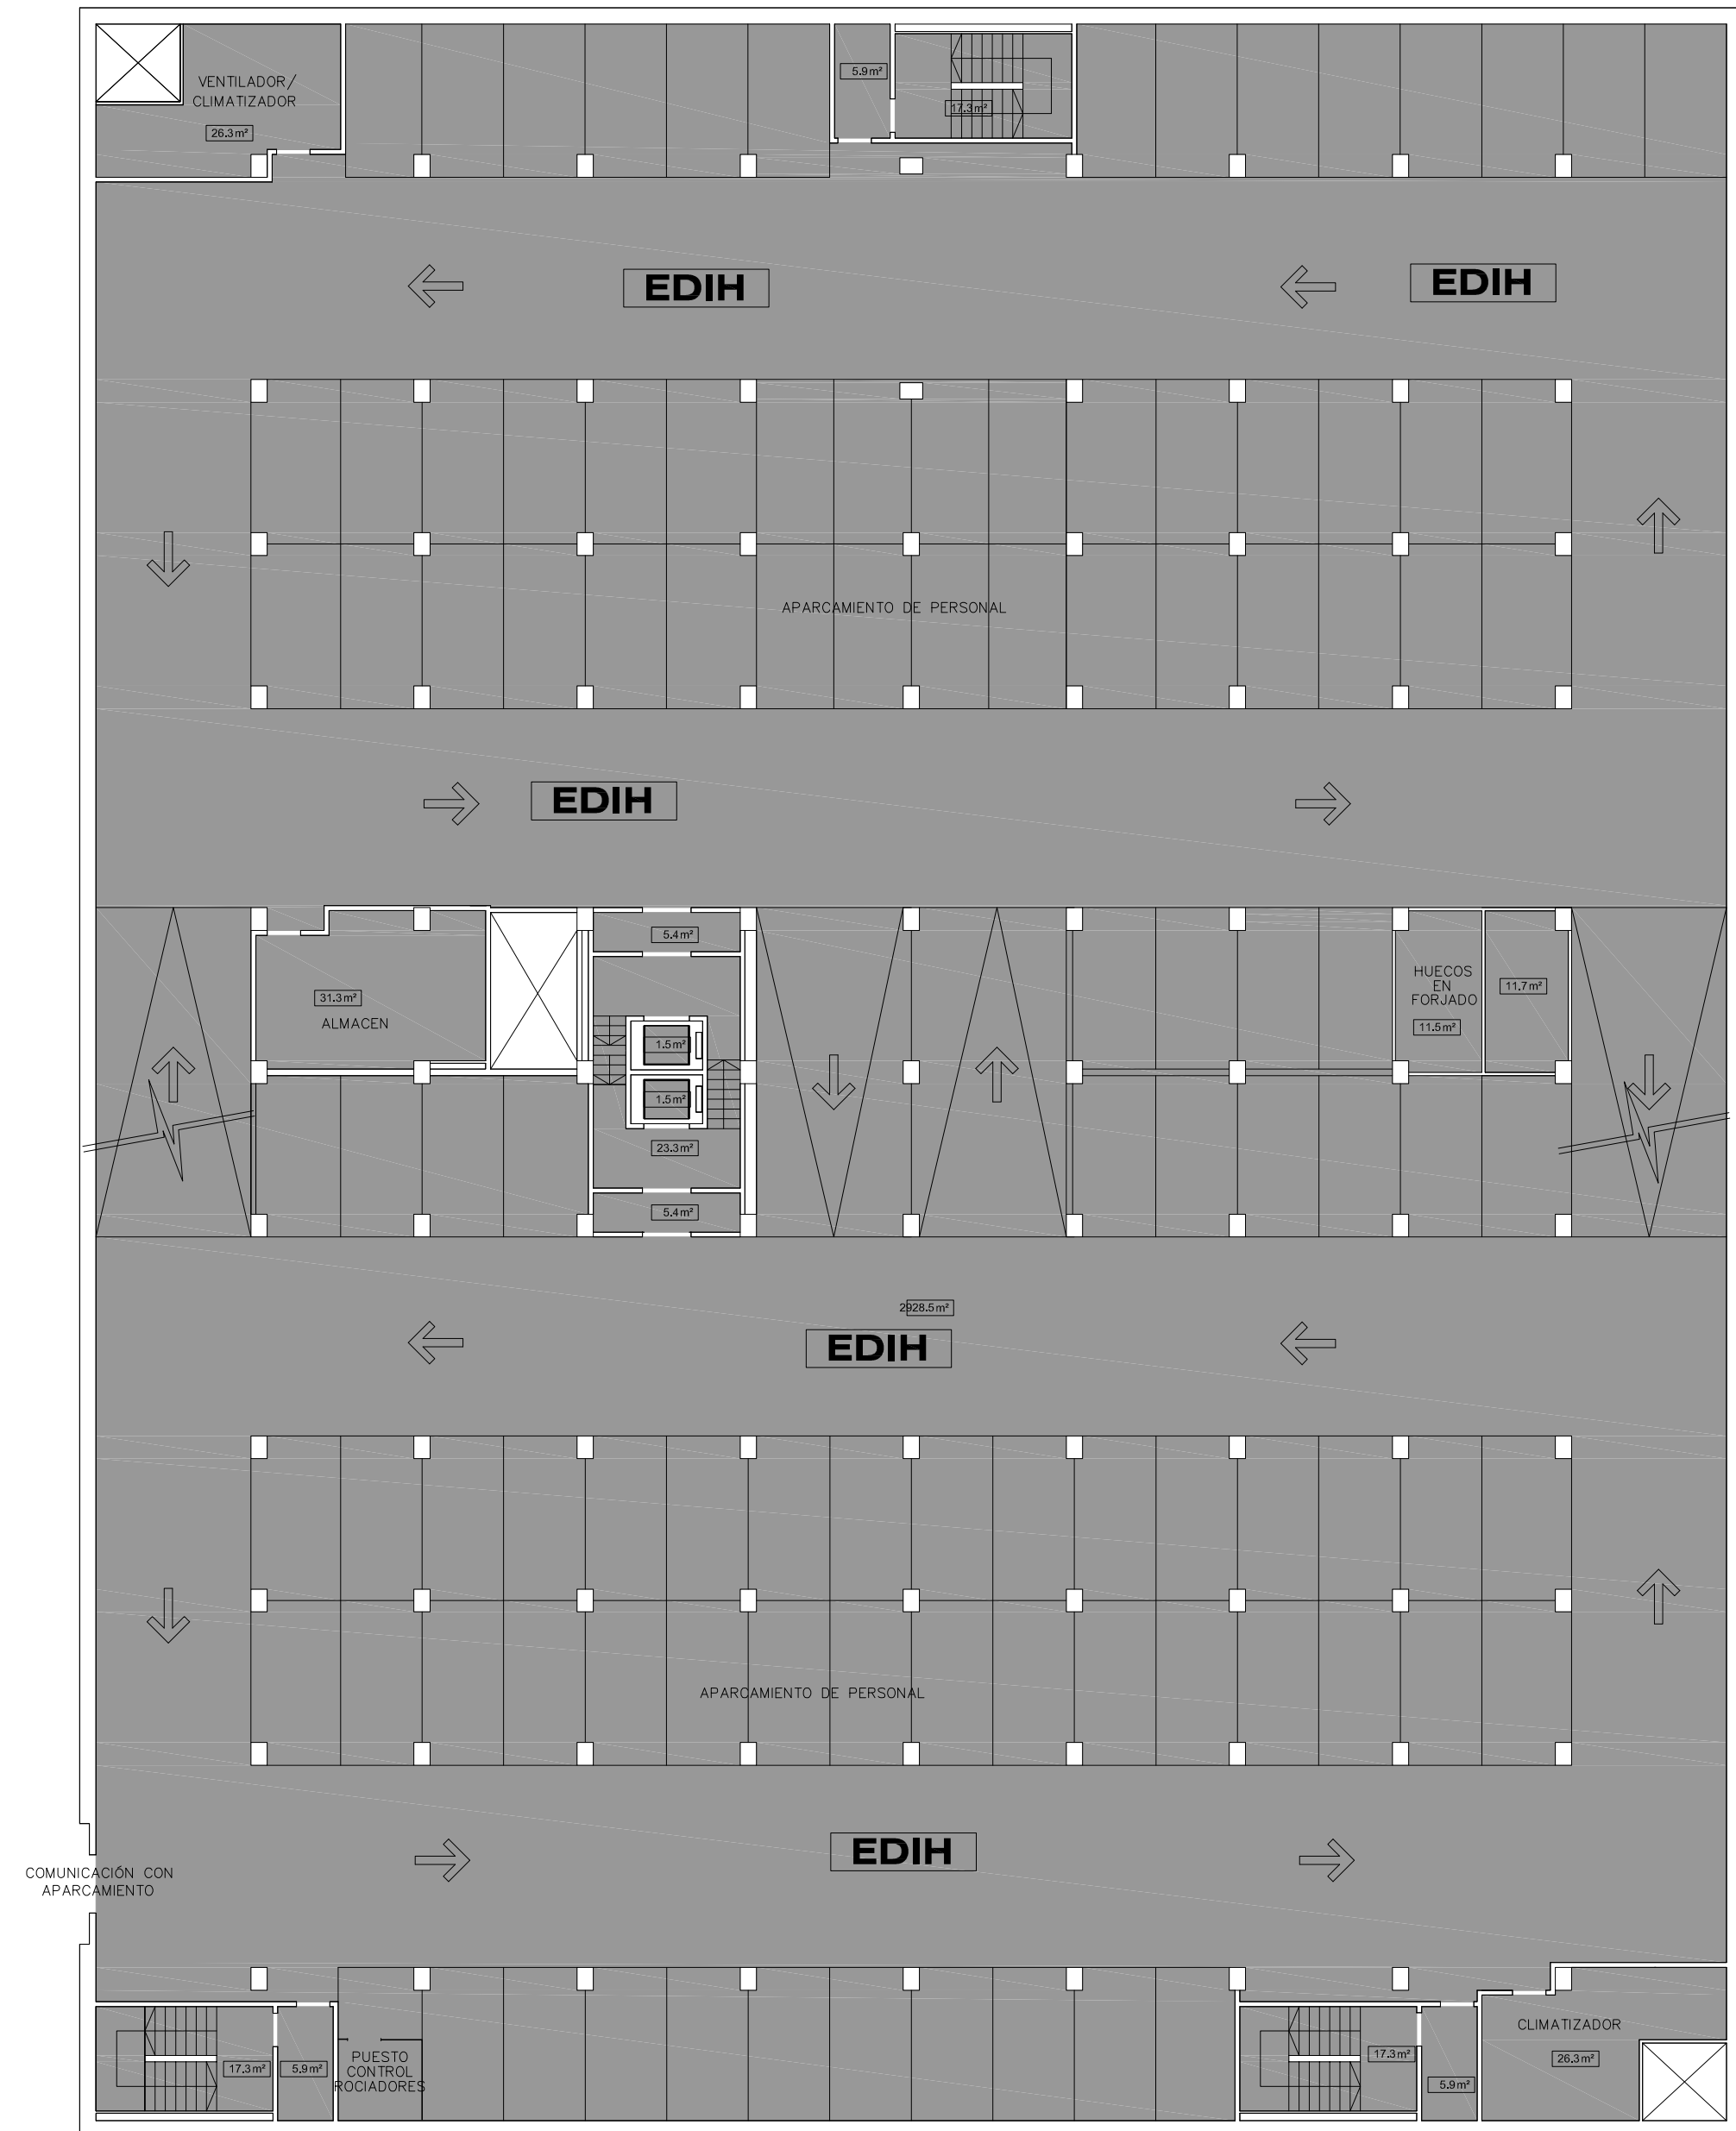 VENTILADOR/
CLIMATIZADOR
26.3m²
5.9m²
17.3m²
EDIH
EDIH
APARCAMIENTO DE PERSONAL
EDIH
5.4m²
31.3m²
ALMACEN
1.5m²
1.5m²
23.3m²
5.4m²
HUECOS
EN
FORJADO
11.5m²
11.7m²
2928.5m²
EDIH
APARCAMIENTO DE PERSONAL
EDIH
COMUNICACIÓN CON
APARCAMIENTO
17.3m²
5.9m²
PUESTO
CONTROL
ROCIADORES
17.3m²
5.9m²
CLIMATIZADOR
26.3m²